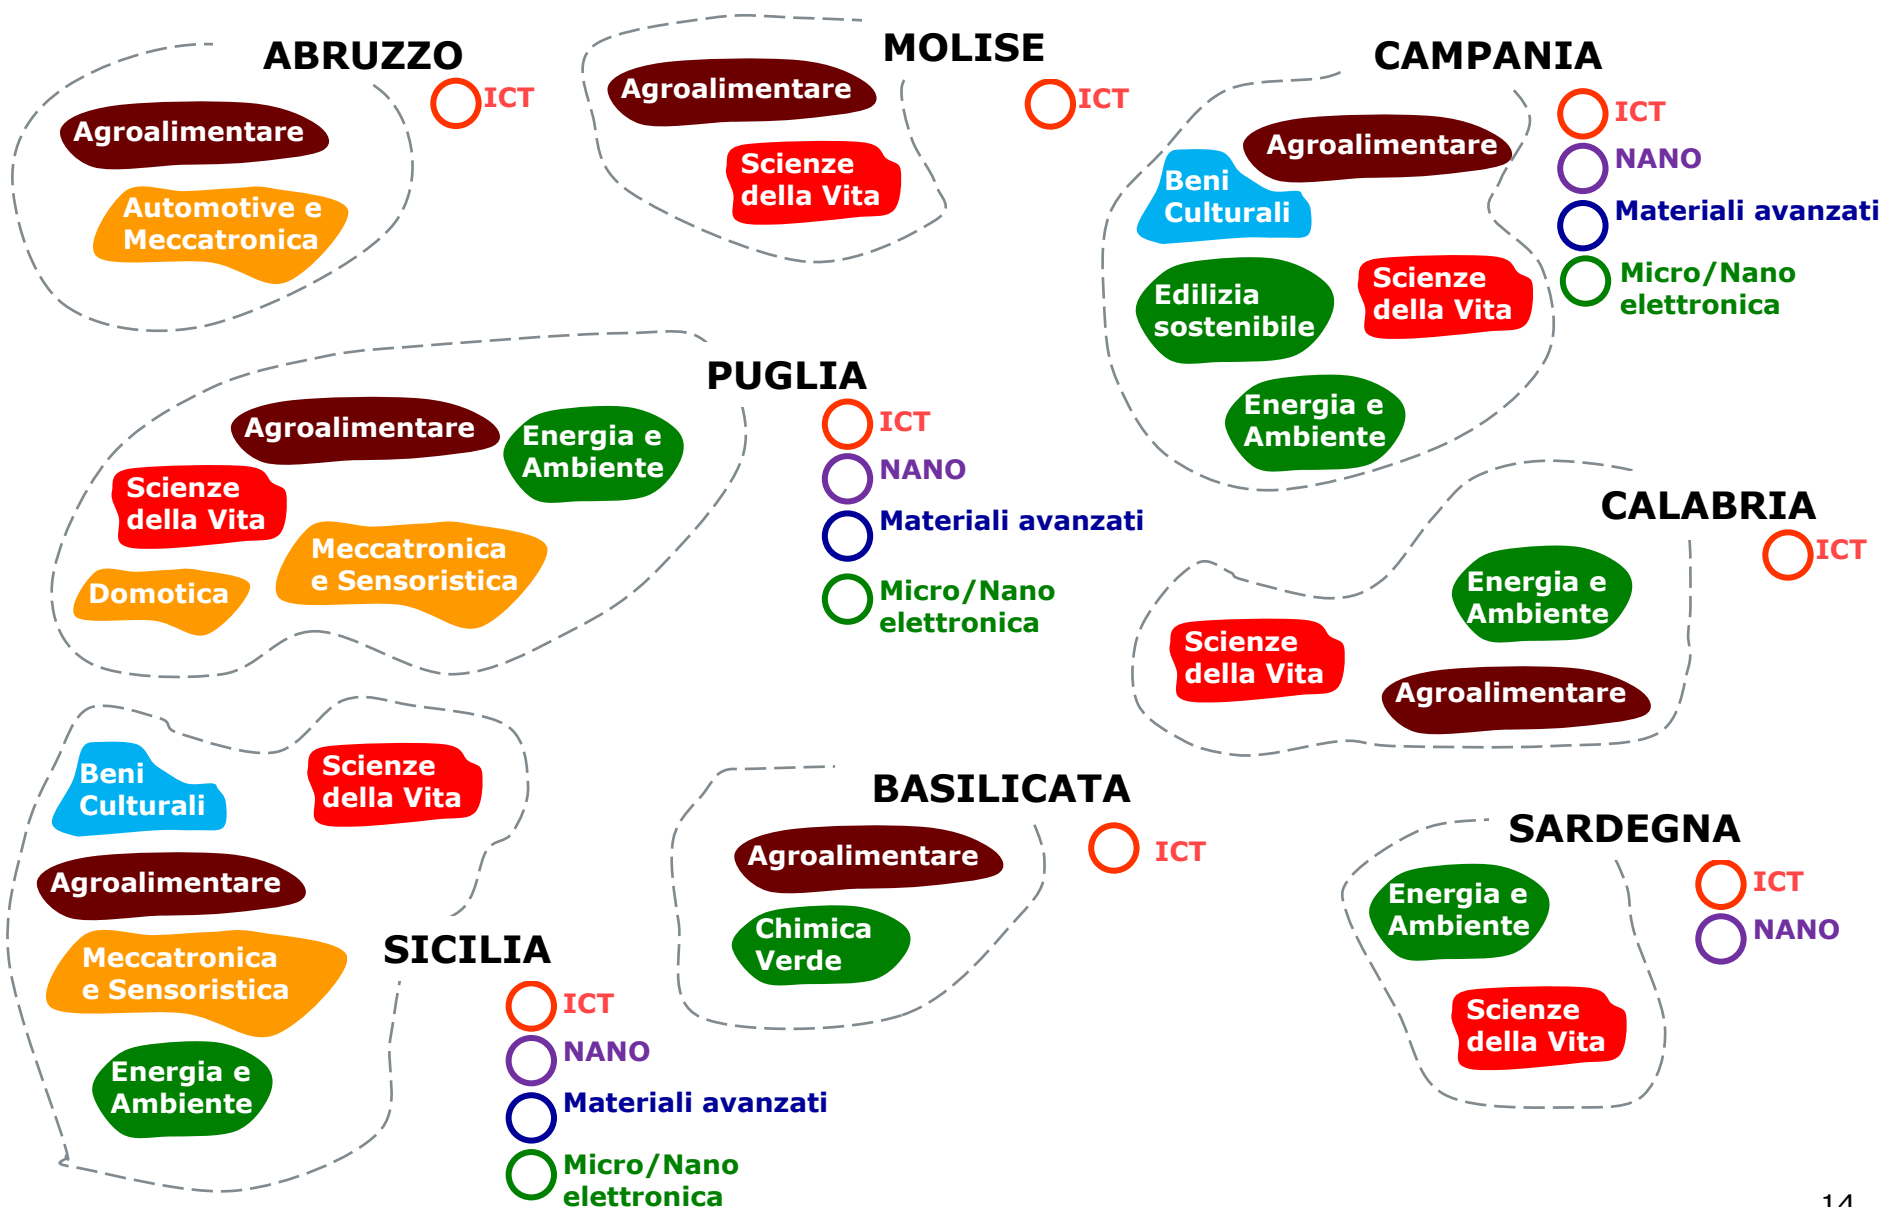 ABRUZZO
ICT
Agroalimentare
Automotive e
Meccatronica
MOLISE
ICT
Agroalimentare
Scienze
della Vita
CAMPANIA
ICT
NANO
Materiali avanzati
Micro/Nano
elettronica
Agroalimentare
Beni
Culturali
Edilizia
sostenibile
Scienze
della Vita
Energia e
Ambiente
PUGLIA
ICT
NANO
Materiali avanzati
Micro/Nano
elettronica
Agroalimentare
Energia e
Ambiente
Scienze
della Vita
Meccatronica
e Sensoristica
Domotica
CALABRIA
ICT
Energia e
Ambiente
Scienze
della Vita
Agroalimentare
Beni
Culturali
Scienze
della Vita
Agroalimentare
Meccatronica
e Sensoristica
Energia e
Ambiente
SICILIA
ICT
NANO
Materiali avanzati
Micro/Nano
elettronica
BASILICATA
ICT
Agroalimentare
Chimica
Verde
SARDEGNA
ICT
NANO
Energia e
Ambiente
Scienze
della Vita
14